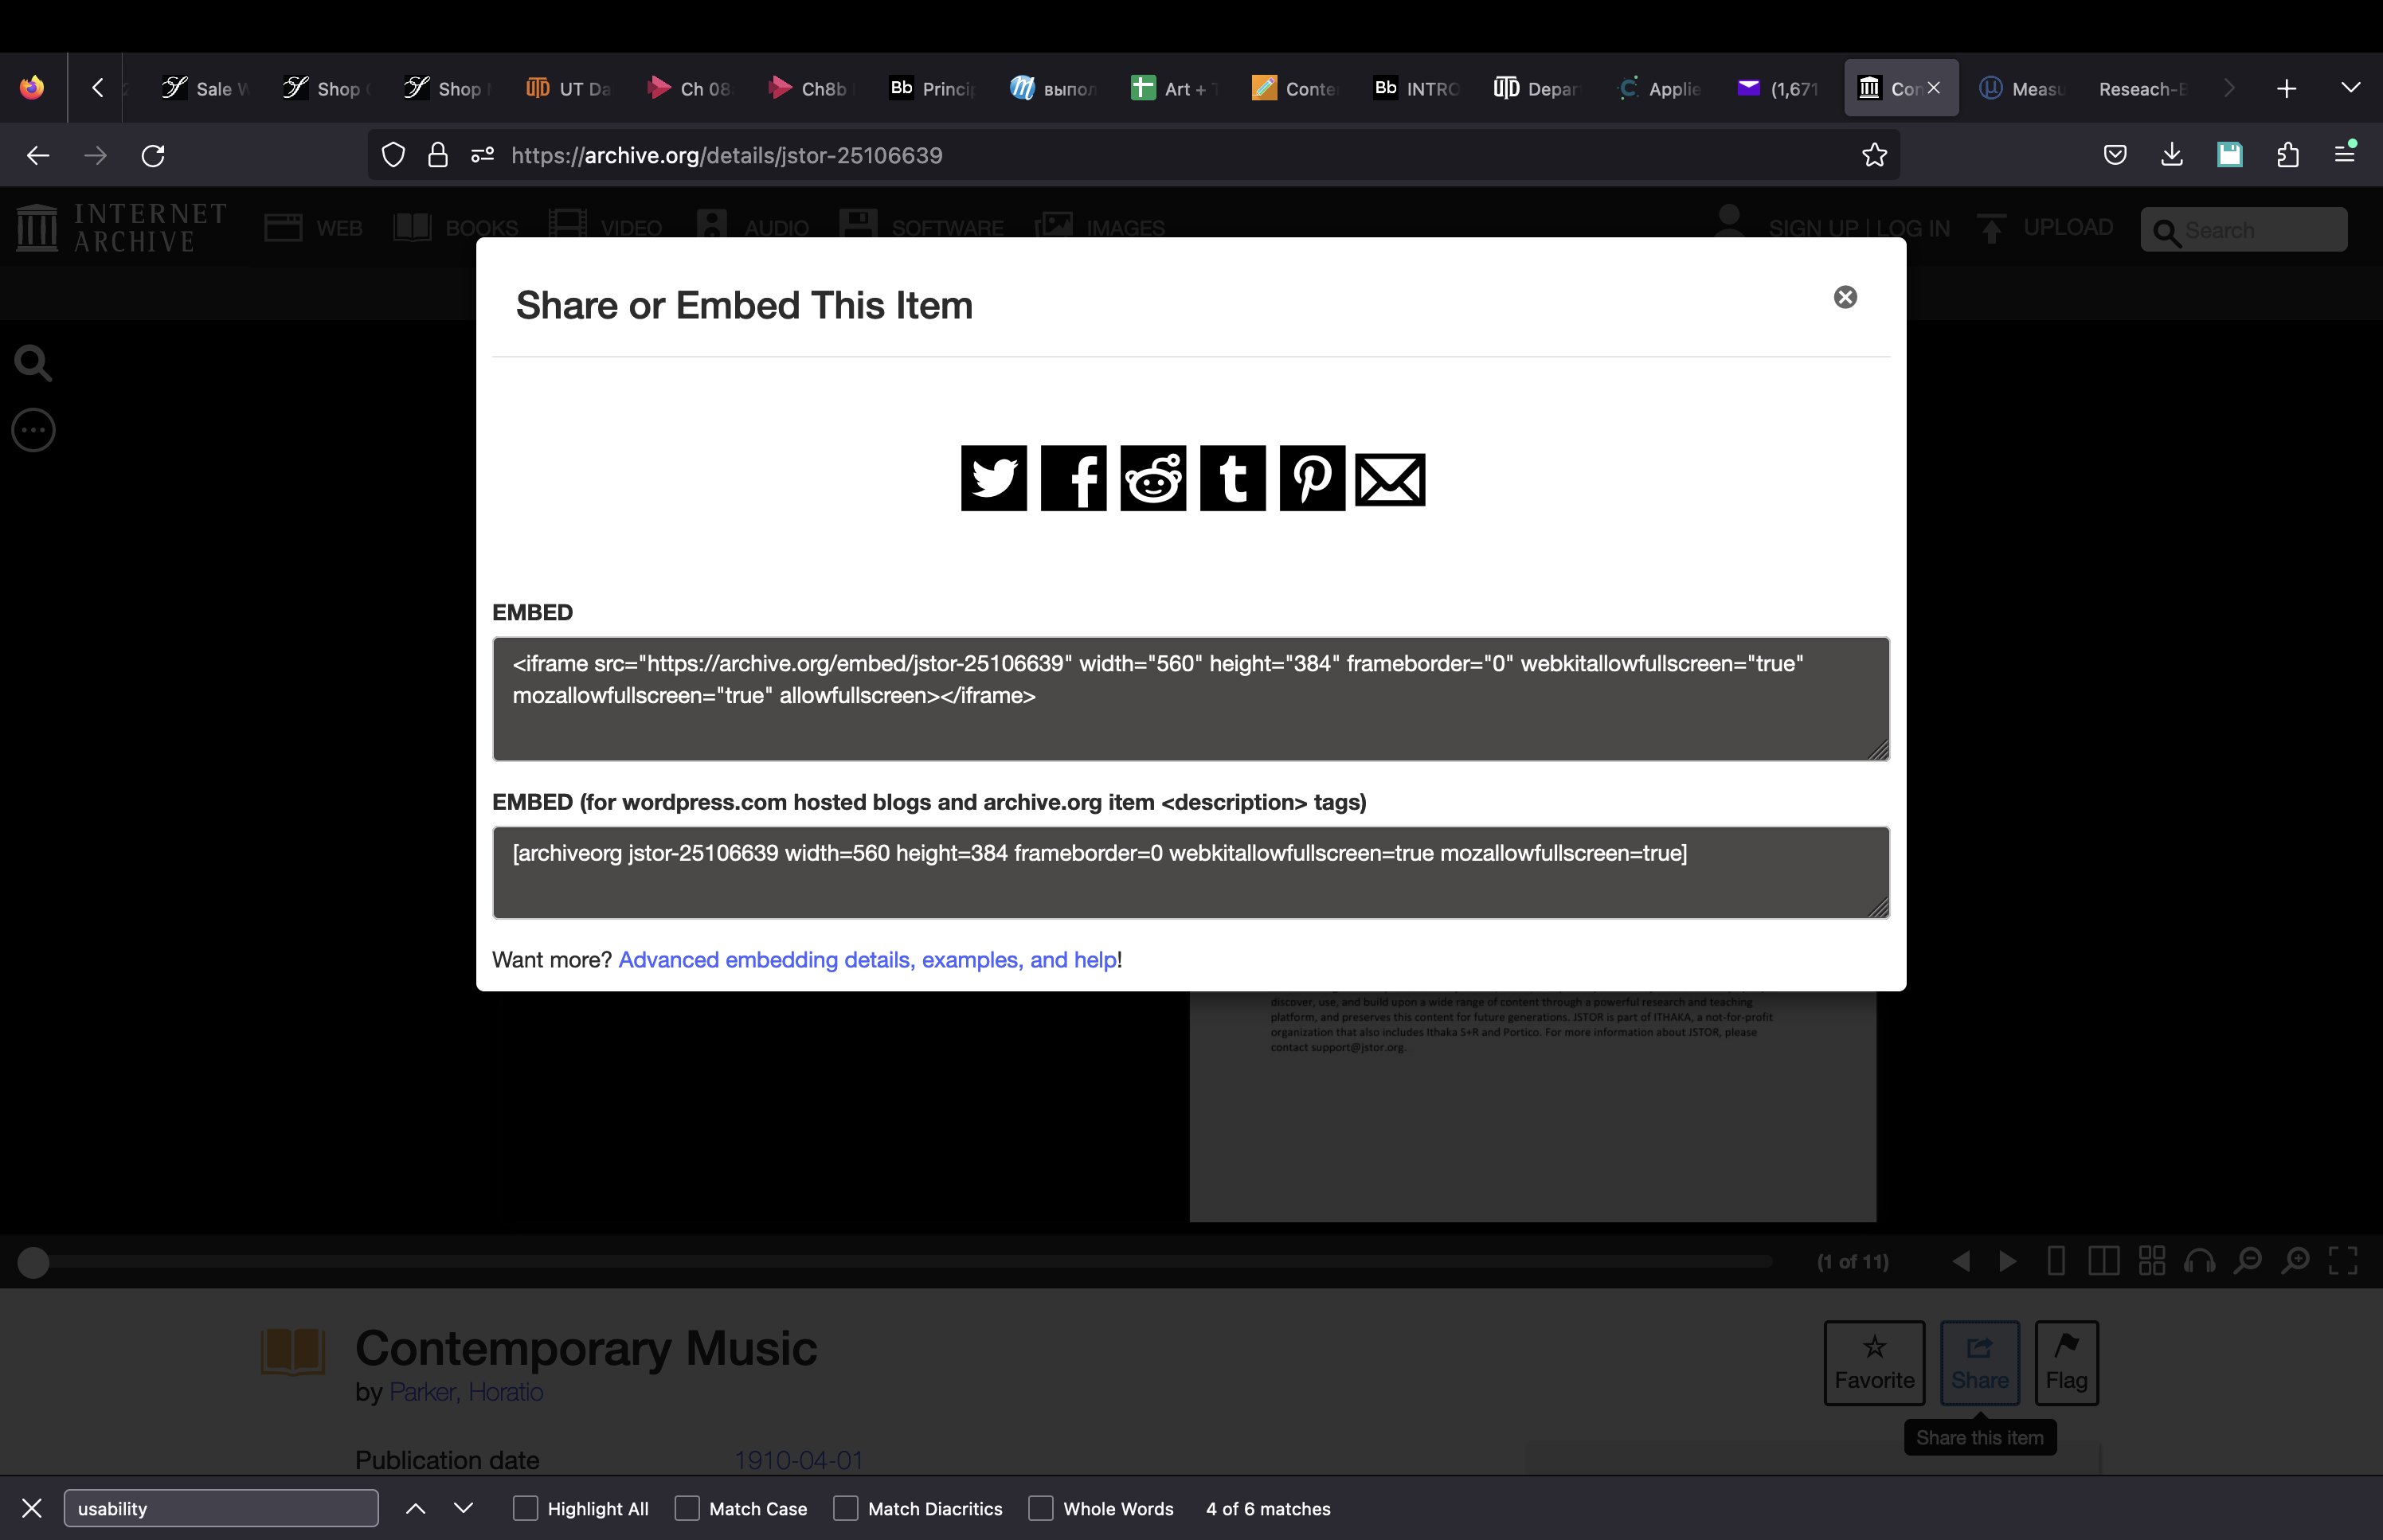 Sale W
Shop
Shop
UT Da
Ch 08
Ch8b
Bb Princip
выпол
Art +
Conte
Bb INTRO
UTD Depar
Applie
(1,671
Con
Measu
Reseach-B
https://archive.org/details/jstor-25106639
INTERNET
ARCHIVE
WEB
BOOKS
VIDEO
AUDIO
SOFTWARE
IMAGES
SIGN UP | LOG IN
UPLOAD
Search
Share or Embed This Item
EMBED
<iframe src="https://archive.org/embed/jstor-25106639" width="560" height="384" frameborder="0" webkitallowfullscreen="true"
mozallowfullscreen="true" allowfullscreen></iframe>
EMBED (for wordpress.com hosted blogs and archive.org item <description> tags)
[archiveorg jstor-25106639 width=560 height=384 frameborder=0 webkitallowfullscreen=true mozallowfullscreen=true]
Want more? Advanced embedding details, examples, and help!
discover, use, and build upon a wide range of content through a powerful research and teaching
platform, and preserves this content for future generations. JSTOR is part of ITHAKA, a not-for-profit
organization that also includes Ithaka S+R and Portico. For more information about JSTOR, please
contact support@jstor.org.
(1 of 11)
Contemporary Music
by Parker, Horatio
Favorite
Share
Flag
Share this item
Publication date 1910-04-01
usability
Highlight All
Match Case
Match Diacritics
Whole Words
4 of 6 matches